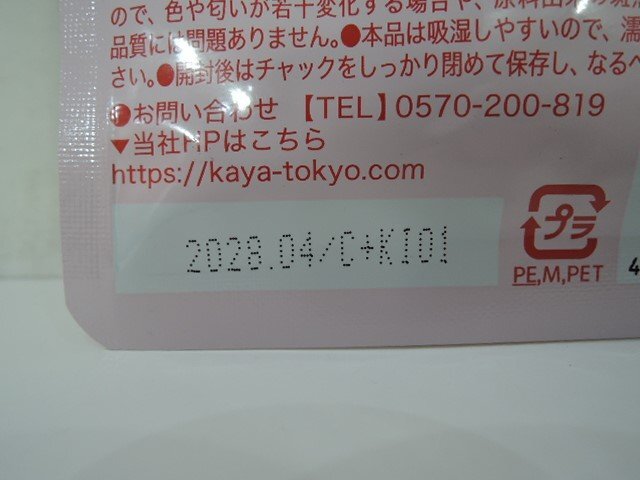 ので、色や匂いが若干変化する場合や、原料由来の斑
品質には問題ありません。●本品は吸湿しやすいので、濡
さい。●開封後はチャックをしっかり閉めて保存し、なるべ
●お問い合わせ 【TEL】0570-200-819
▼当社HPはこちら
https://kaya-tokyo.com
2028.04/C+K101
プラ
PE,M,PET
4